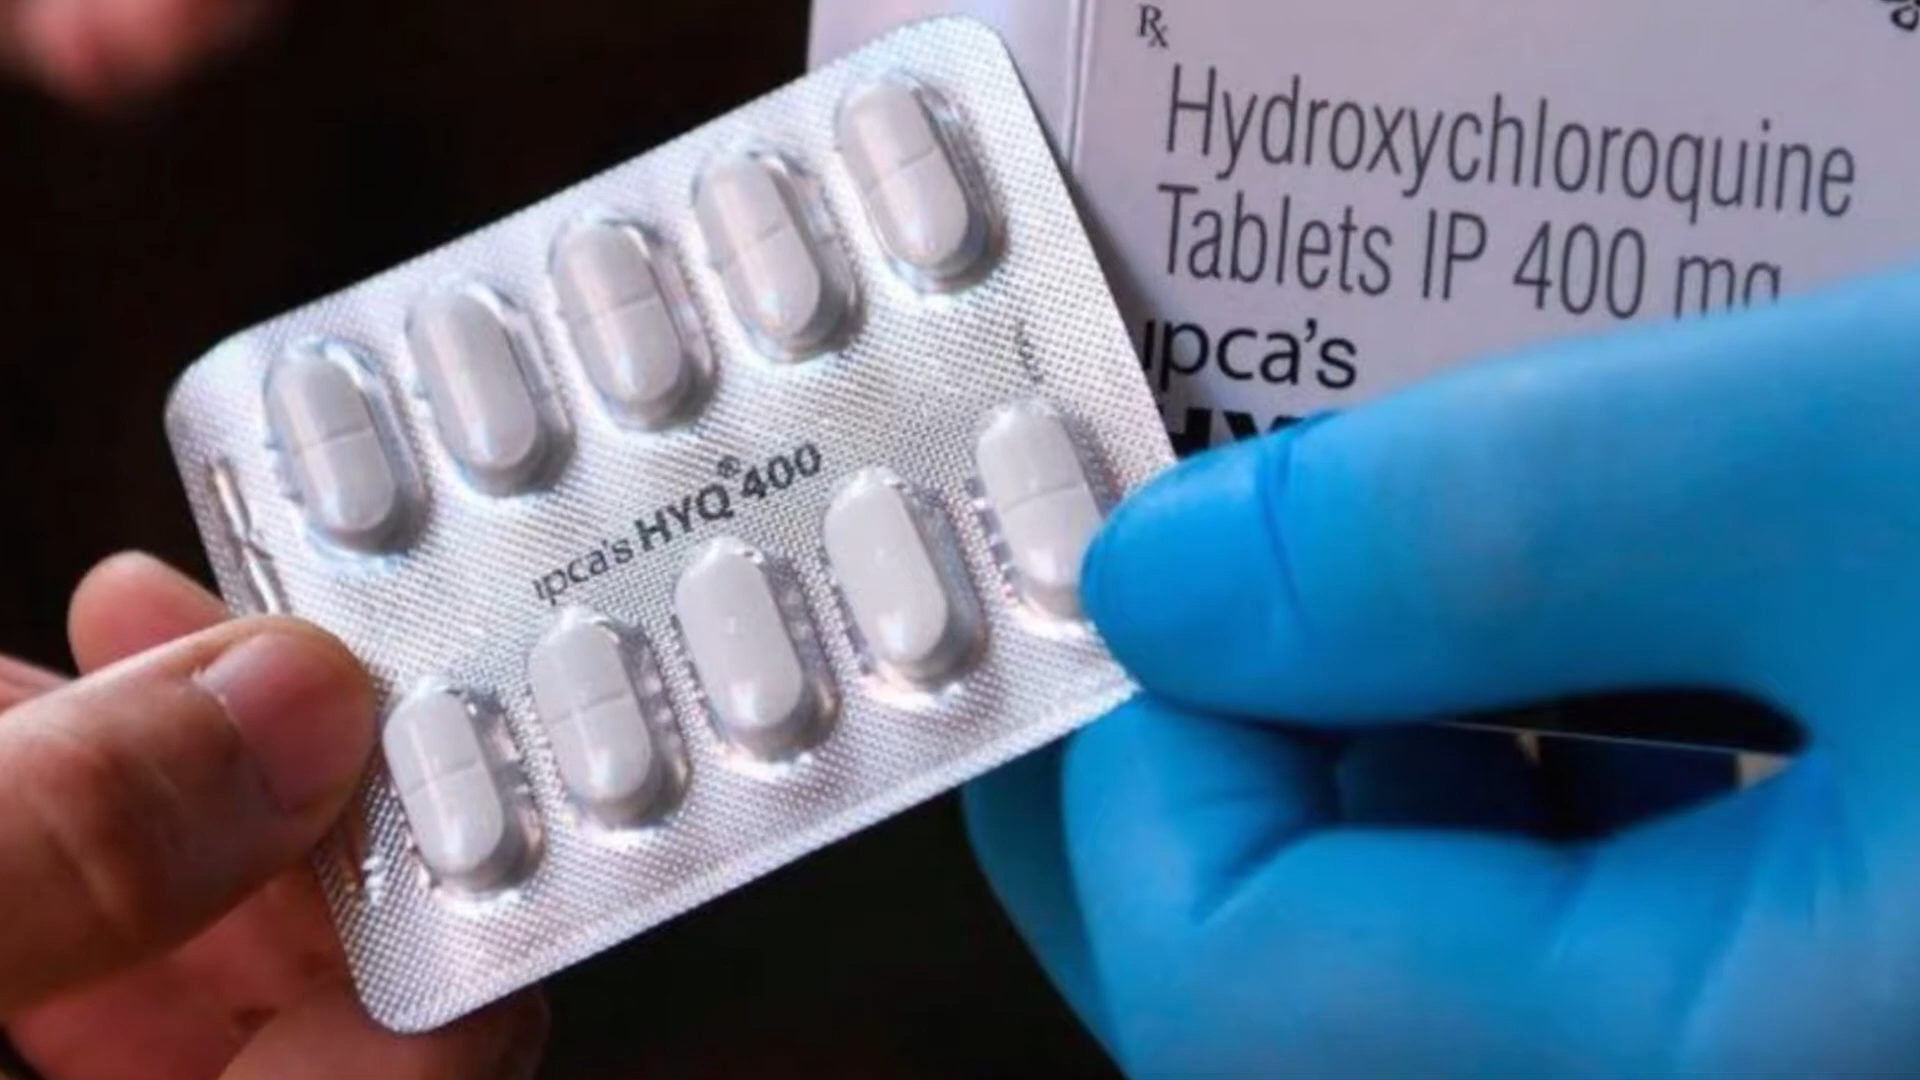 Rx
Hydroxychloroquine
Tablets IP 400 mg
ipca's
ipca's HYQ® 400